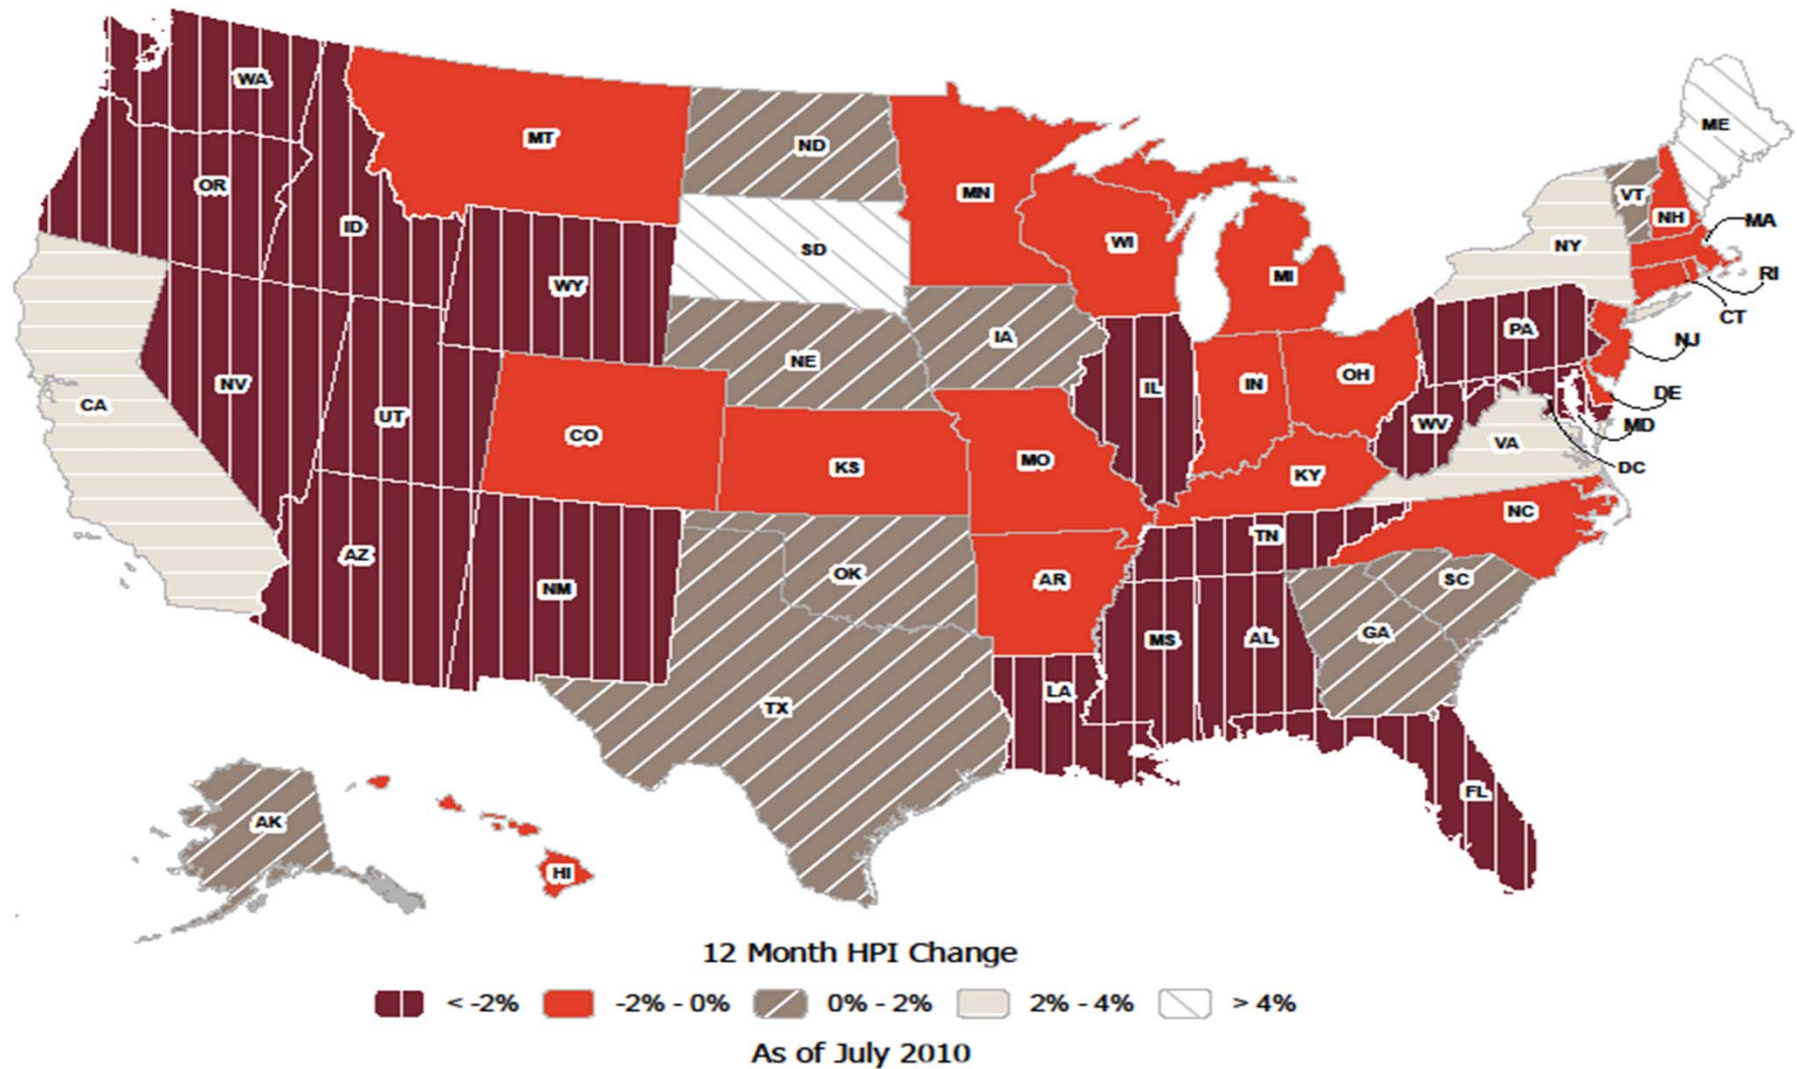 WA
MT
ND
ME
OR
ID
MN
VT
NH
MA
SD
WI
NY
WY
MI
RI
PA
CT
NE
IA
NJ
NV
IL
IN
OH
DE
CA
UT
WV
MD
CO
VA
KS
MO
KY
DC
NC
AZ
TN
NM
OK
AR
SC
MS
AL
GA
LA
TX
FL
AK
HI
12 Month HPI Change
< -2% -2% - 0% 0% - 2% 2% - 4% > 4%
As of July 2010